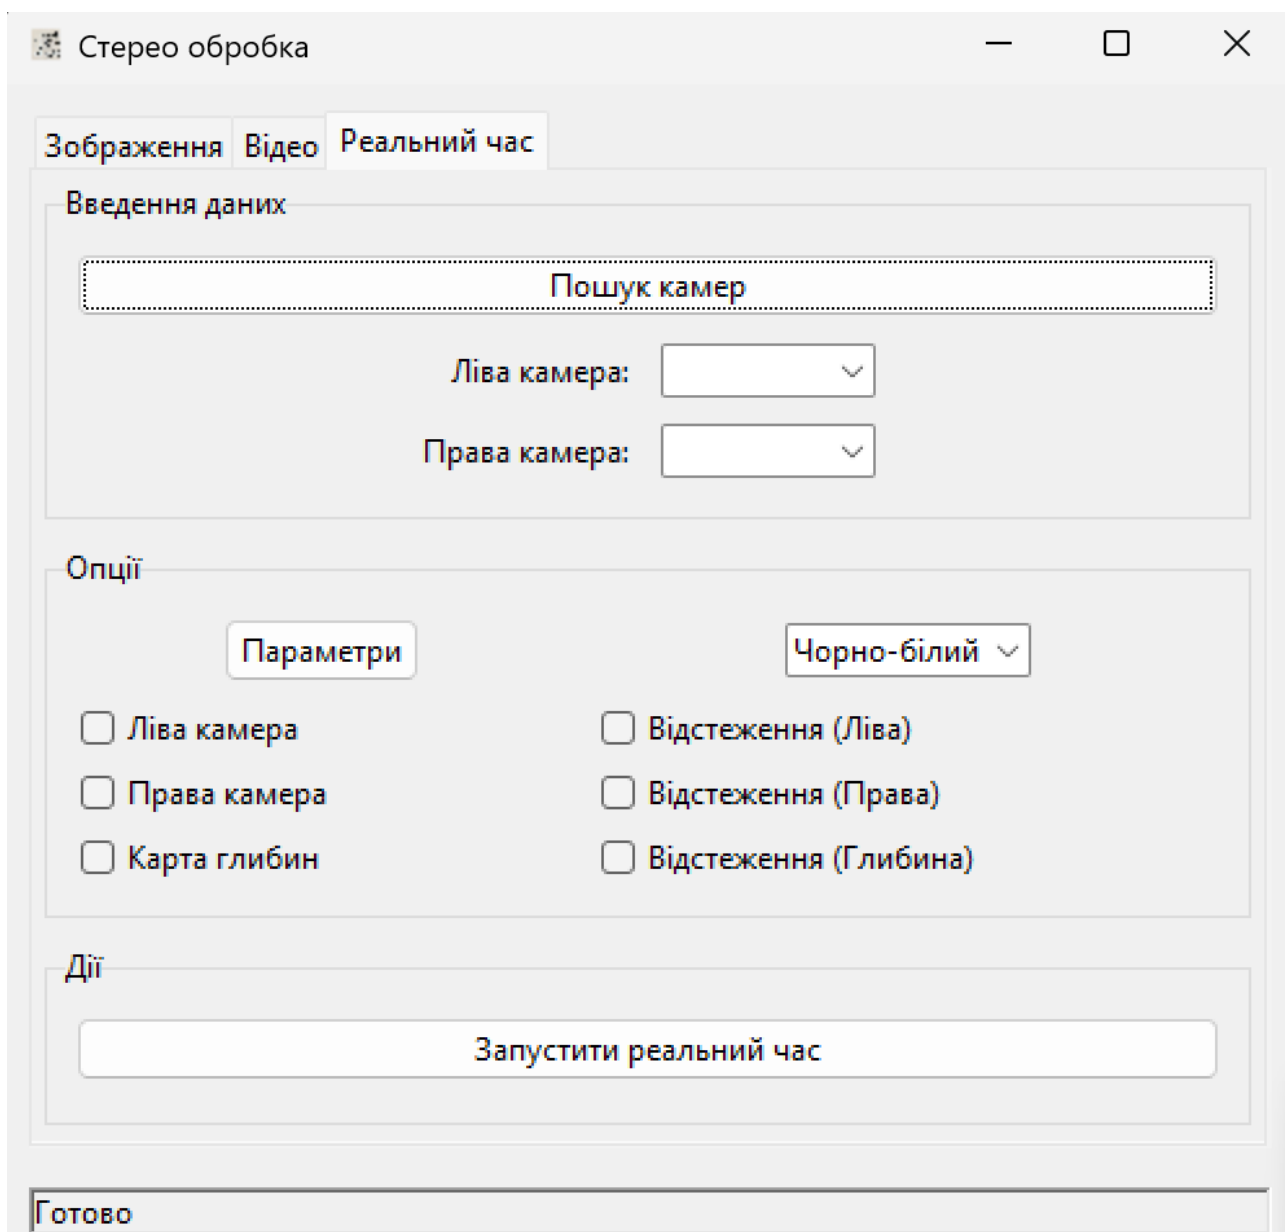 Стерео обробка
Зображення Відео Реальний час
Введення даних
Пошук камер
Ліва камера:
Права камера:
Опції
Параметри Чорно-білий
Ліва камера Відстеження (Ліва)
Права камера Відстеження (Права)
Карта глибин Відстеження (Глибина)
Дії
Запустити реальний час
Готово